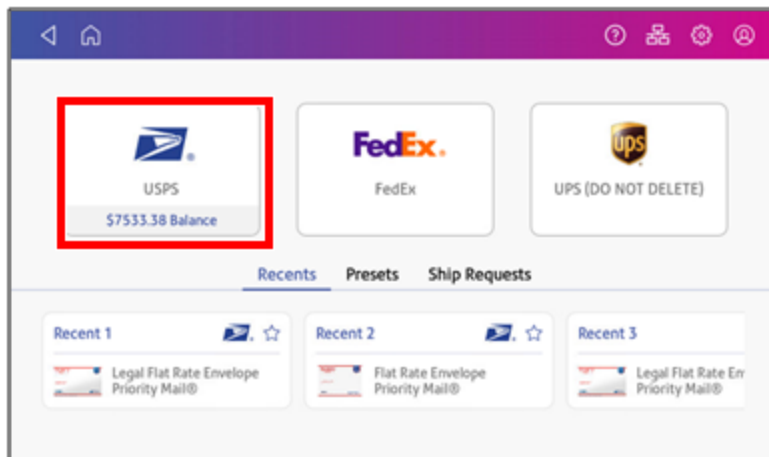 FedEx.
ups
USPS
FedEx
UPS (DO NOT DELETE)
$7533.38 Balance
Recents
Presets
Ship Requests
Recent 1
Legal Flat Rate Envelope
Priority Mail®
Recent 2
Flat Rate Envelope
Priority Mail®
Recent 3
Legal Flat Rate En
Priority Mail®